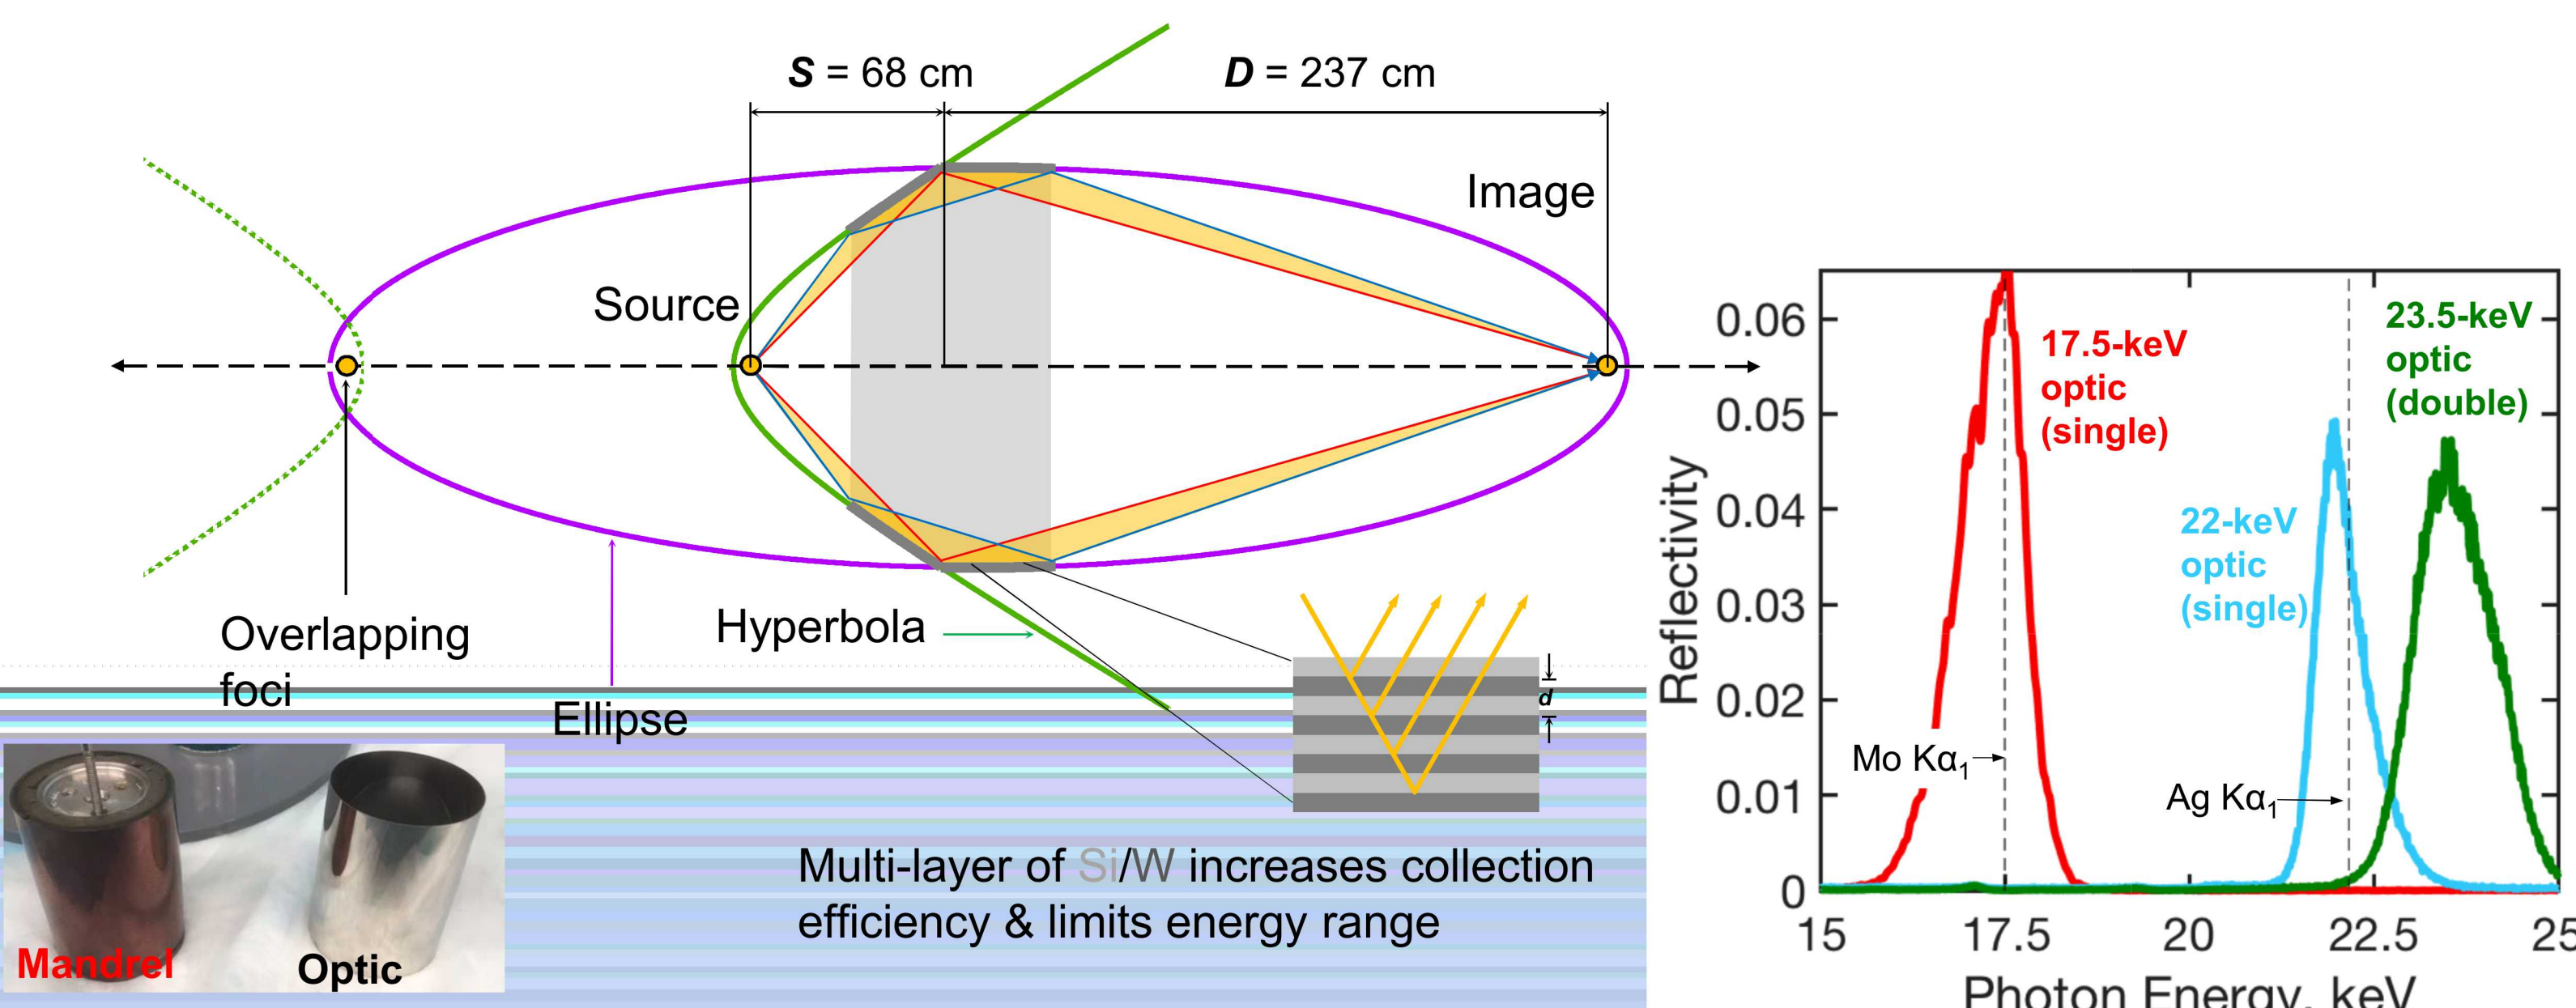 S = 68 cm
D = 237 cm
Image
Source
Overlapping
foci
Ellipse
Hyperbola
d
Multi-layer of Si/W increases collection
efficiency & limits energy range
Mandrel
Optic
Reflectivity
0.06
0.05
0.04
0.03
0.02
0.01
0
17.5-keV
optic
(single)
22-keV
optic
(single)
23.5-keV
optic
(double)
Mo Kα1
Ag Kα1
15
17.5
20
22.5
25
Photon Energy, keV